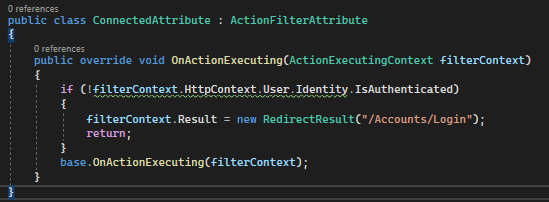 0 references
public class ConnectedAttribute : ActionFilterAttribute
{
0 references
public override void OnActionExecuting(ActionExecutingContext filterContext)
{
if (!filterContext.HttpContext.User.Identity.IsAuthenticated)
{
filterContext.Result = new RedirectResult("/Accounts/Login");
return;
}
base.OnActionExecuting(filterContext);
}
}